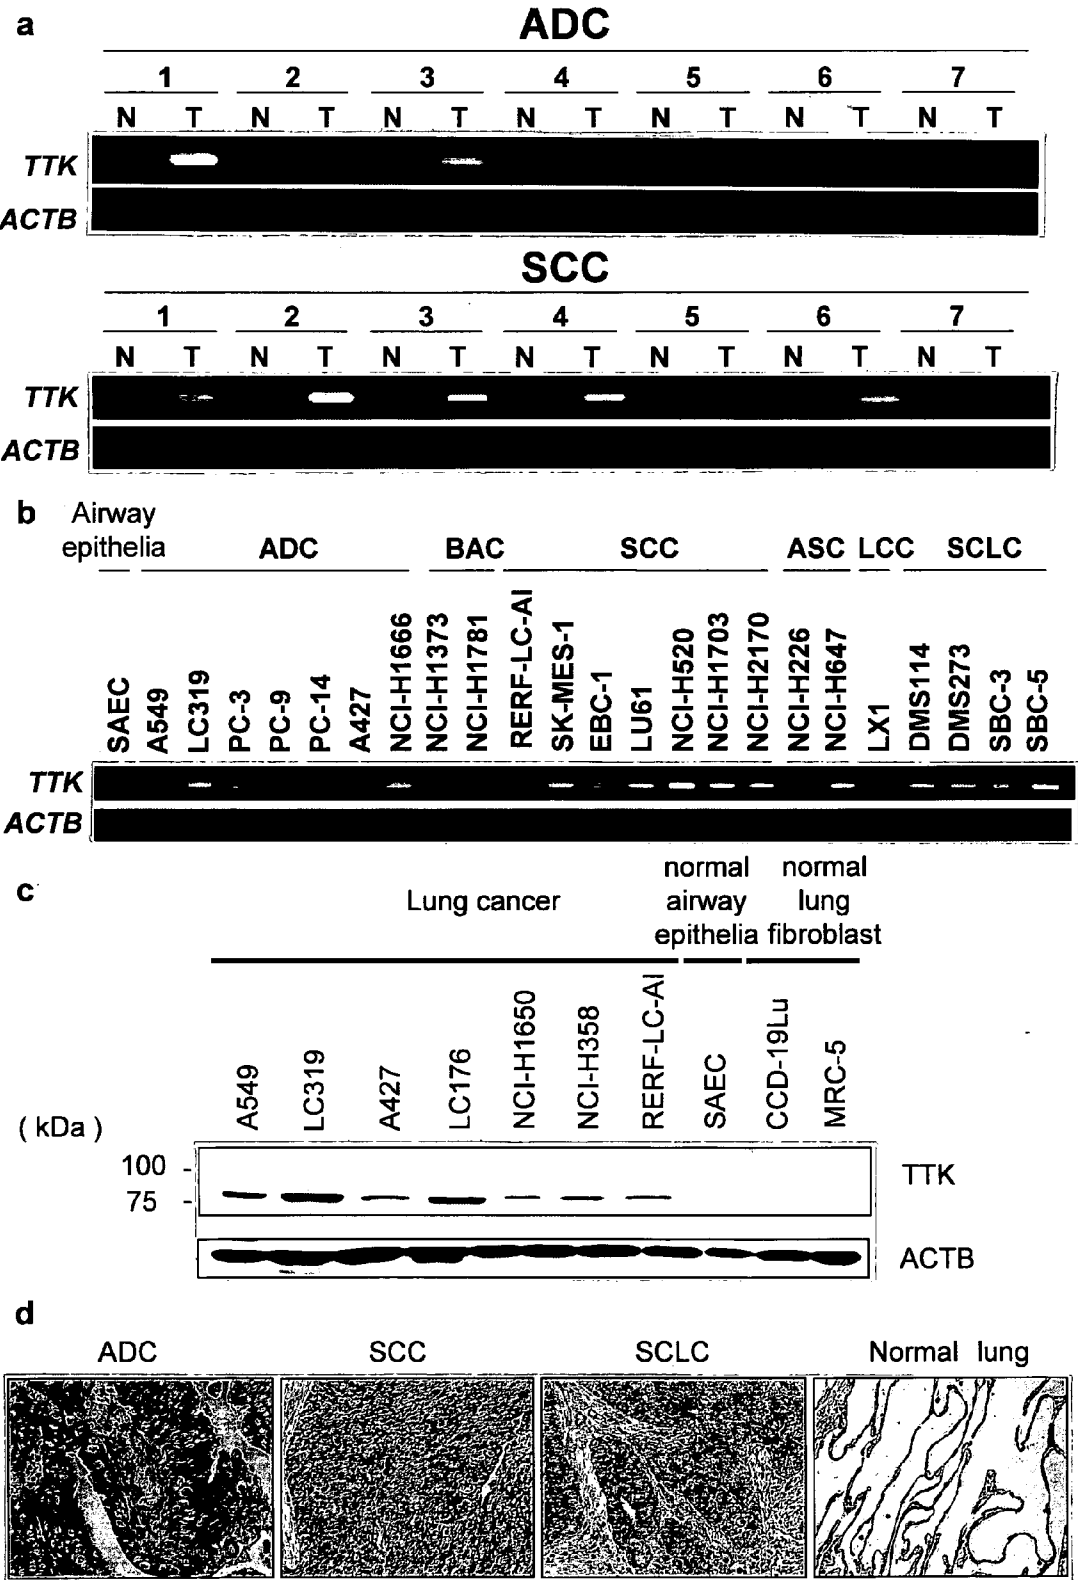 a
ADC
1 2 3 4 5 6 7
N T N T N T N T N T N T N T
TTK
ACTB
SCC
1 2 3 4 5 6 7
N T N T N T N T N T N T N T
TTK
ACTB
b
Airway
epithelia ADC BAC SCC ASC LCC SCLC
SAEC
A549
LC319
PC-3
PC-9
PC-14
A427
NCI-H1666
NCI-H1373
NCI-H1781
RERF-LC-AI
SK-MES-1
EBC-1
LU61
NCI-H520
NCI-H1703
NCI-H2170
NCI-H226
NCI-H647
LX1
DMS114
DMS273
SBC-3
SBC-5
TTK
ACTB
c
Lung cancer
normal
airway
epithelia
normal
lung
fibroblast
A549
LC319
A427
LC176
NCI-H1650
NCI-H358
RERF-LC-AI
SAEC
CCD-19Lu
MRC-5
( kDa )
100 -
75 -
TTK
ACTB
d
ADC SCC SCLC Normal lung